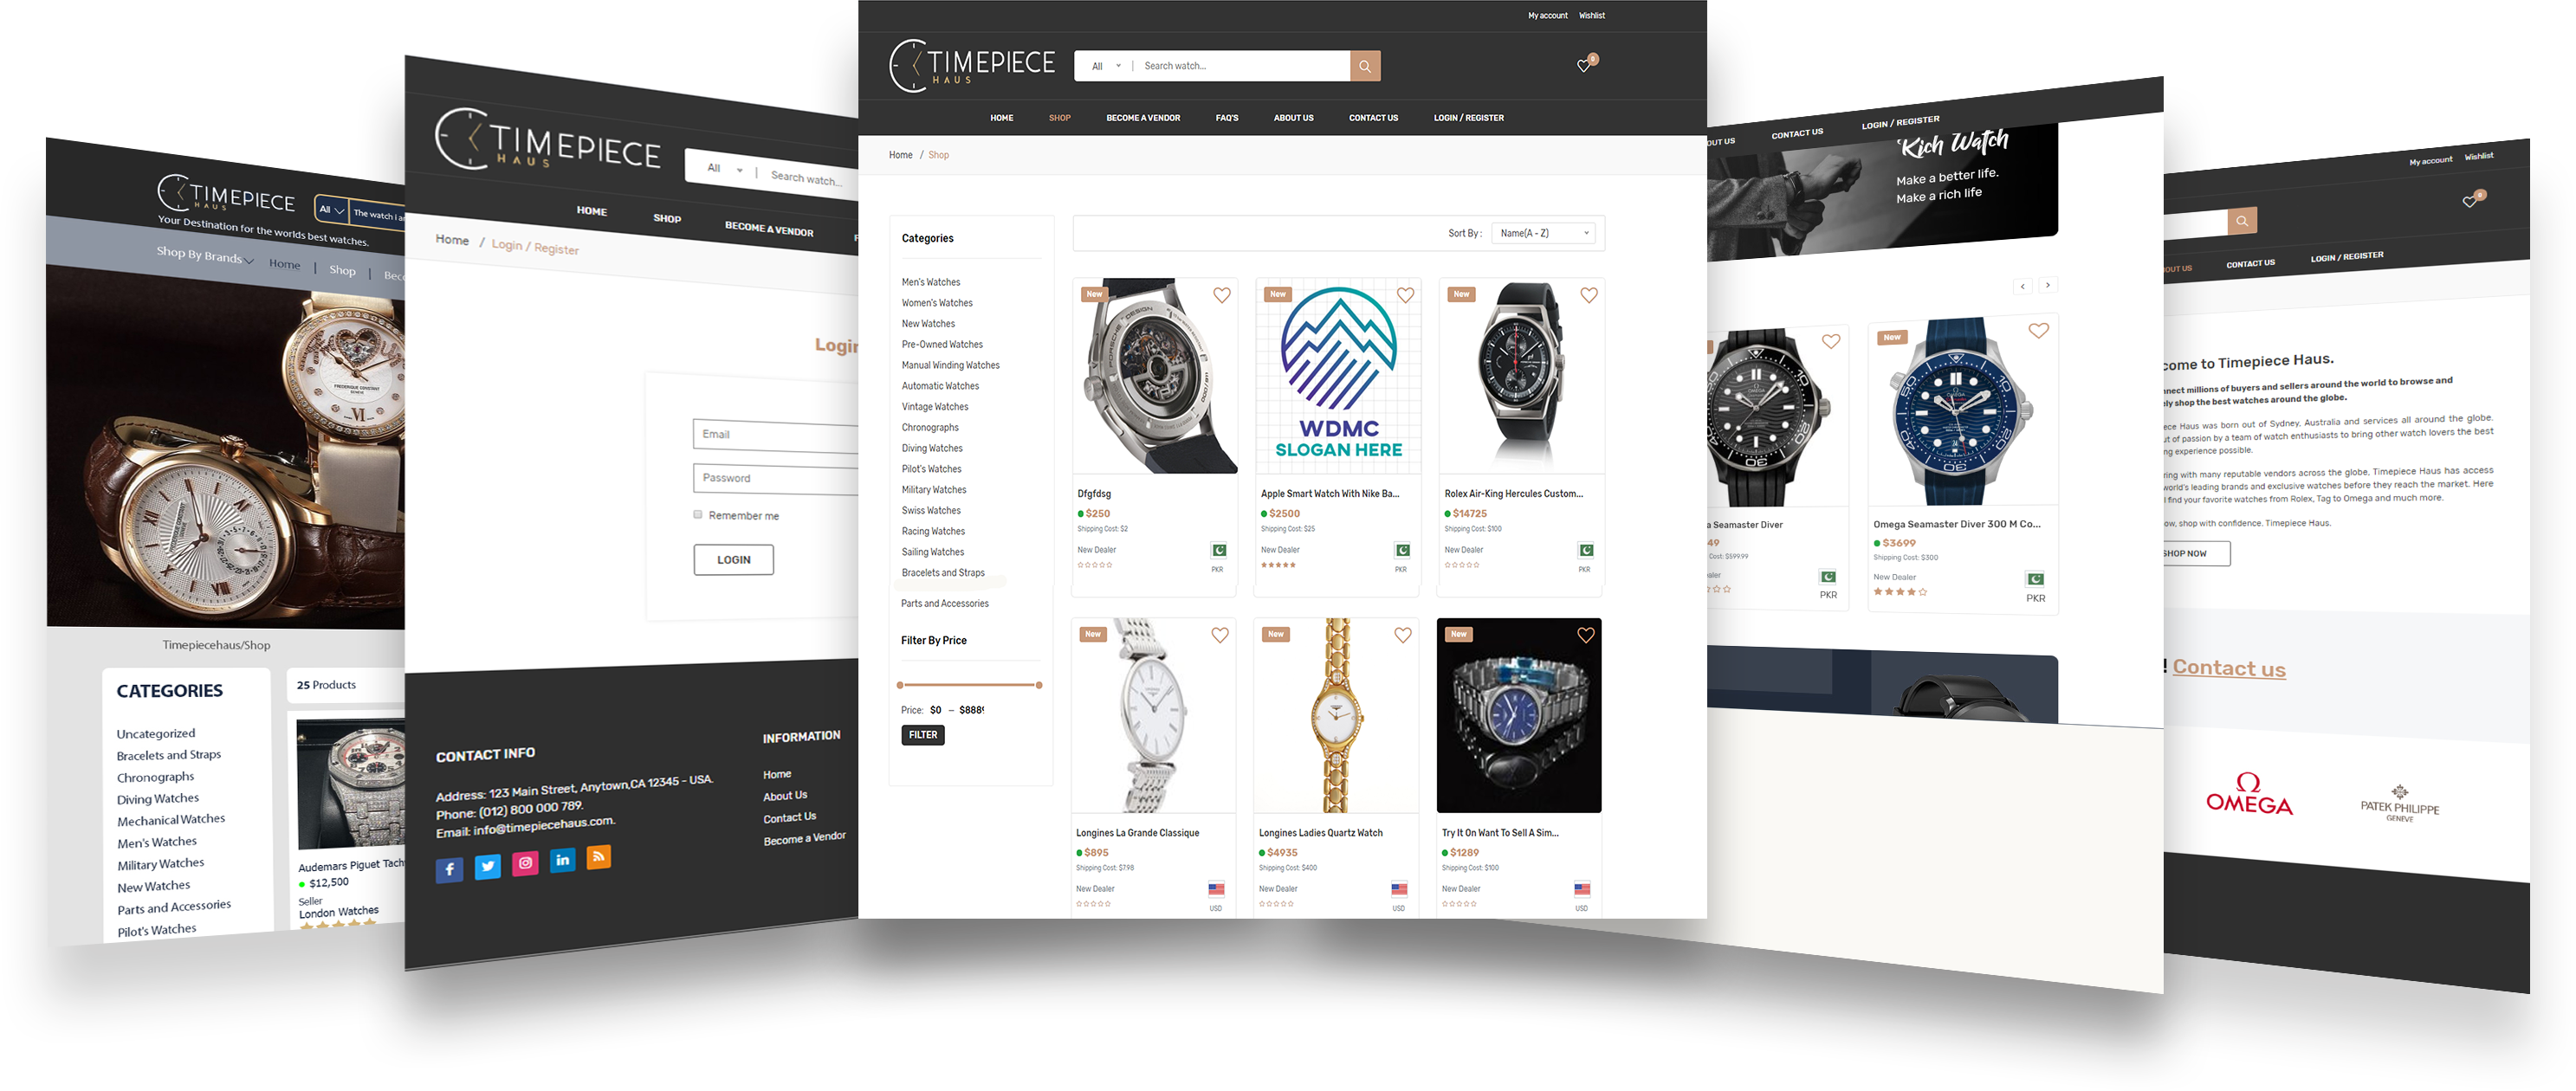 TIMEPIECE
HAUS
Your Destination for the worlds best watches.
All
The watch i
Shop By Brands
Home | Shop |
FREDERIQUE CONSTANT
GENEVE
Timepiecehaus/Shop
CATEGORIES
Uncategorized
Bracelets and Straps
Chronographs
Diving Watches
Mechanical Watches
Men's Watches
Military Watches
New Watches
Parts and Accessories
Pilot's Watches
25 Products
Audemars Piguet
$12,500
Seller
London Watches
TIMEPIECE
HAUS
All | Search watch...
HOME SHOP BECOME A VENDOR
Home / Login / Register
Email
Password
Remember me
LOGIN
CONTACT INFO
Address: 123 Main Street, Anytown,CA 12345 - USA.
Phone: (012) 800 000 789.
Email: info@timepiecehaus.com.
INFORMATION
Home
About Us
Contact Us
Become a Vendor
My account Wishlist
TIMEPIECE
HAUS
All | Search watch...
0
HOME SHOP BECOME A VENDOR FAQ'S ABOUT US CONTACT US LOGIN / REGISTER
Home / Shop
Categories
Men's Watches
Women's Watches
New Watches
Pre-Owned Watches
Manual Winding Watches
Automatic Watches
Vintage Watches
Chronographs
Diving Watches
Pilot's Watches
Military Watches
Swiss Watches
Racing Watches
Sailing Watches
Bracelets and Straps
Parts and Accessories
Filter By Price
Price: $0 – $888
FILTER
Sort By : Name(A - Z)
New
PORSCHE DESIGN
Dfgfdsg
$250
Shipping Cost: $2
New Dealer
PKR
New
WDMC
SLOGAN HERE
Apple Smart Watch With Nike Ba...
$2500
Shipping Cost: $25
New Dealer
PKR
New
Rolex Air-King Hercules Custom...
$14725
Shipping Cost: $100
New Dealer
PKR
New
Longines La Grande Classique
$895
Shipping Cost: $7.98
New Dealer
USD
New
Longines Ladies Quartz Watch
$4935
Shipping Cost: $400
New Dealer
USD
New
Try It On Want To Sell A Sim...
$1289
Shipping Cost: $100
New Dealer
USD
OUT US CONTACT US LOGIN / REGISTER
Rich Watch
Make a better life.
Make a rich life
Seamaster Diver
49
Cost: $599.99
PKR
New
Omega Seamaster Diver 300 M Co...
$3699
Shipping Cost: $300
New Dealer
PKR
My account Wishlist
0
OUT US CONTACT US LOGIN / REGISTER
come to Timepiece Haus.
nnect millions of buyers and sellers around the world to browse and
ely shop the best watches around the globe.
ece Haus was born out of Sydney, Australia and services all around the globe.
ut of passion by a team of watch enthusiasts to bring other watch lovers the best
ng experience possible.
ring with many reputable vendors across the globe, Timepiece Haus has access
world's leading brands and exclusive watches before they reach the market. Here
find your favorite watches from Rolex, Tag to Omega and much more.
ow, shop with confidence. Timepiece Haus.
SHOP NOW
! Contact us
OMEGA
PATEK PHILIPPE
GENEVE